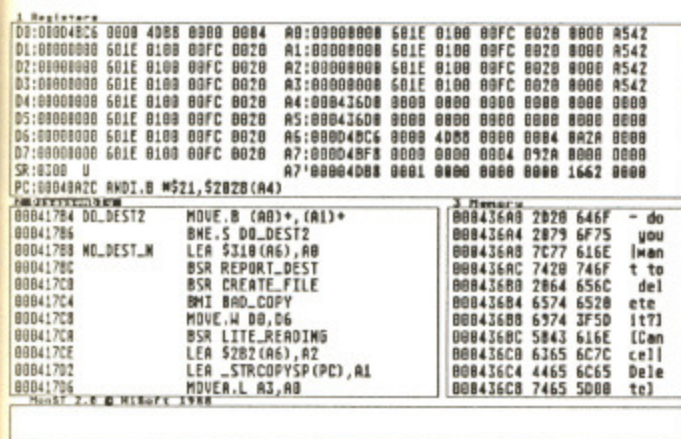 1 Registers
D0:000D4BC6 0000 4DB8 0000 0004 A0:00000000 601E 0100 00FC 0020 0000 A542
D1:00000000 601E 0100 00FC 0020 A1:00000000 601E 0100 00FC 0020 0000 A542
D2:00000000 601E 0100 00FC 0020 A2:00000000 601E 0100 00FC 0020 0000 A542
D3:00000000 601E 0100 00FC 0020 A3:00000000 601E 0100 00FC 0020 0000 A542
D4:00000000 601E 0100 00FC 0020 A4:000436D0 0000 0000 0000 0000 0000 0000
D5:00000000 601E 0100 00FC 0020 A5:000436D0 0000 0000 0000 0000 0000 0000
D6:00000000 601E 0100 00FC 0020 A6:000D4BC6 0000 4DB8 0000 0004
D7:00000000 601E 0100 00FC 0020 A7:000D4BF8 0000 0000 0004 092A 0000 0000
SR:0300 U A7'00004DB8 0001 0000 0000 0000 1662 0000
PC:00040A2C ANDI.B #$21,$2020(A4)
2 Disassembly 3 Memory
000417B4 DO_DEST2 MOVE.B (A0)+,(A1)+
000417B6 BNE.S DO_DEST2
000417B8 NO_DEST_N LEA $310(A6),A0
000417BC BSR REPORT_DEST
000417C0 BSR CREATE_FILE
000417C4 BMI BAD_COPY
000417C8 MOVE.W D0,D6
000417CA BSR LITE_READING
000417CE LEA $2B2(A6),A2
000417D2 LEA _STRCOPYSP(PC),A1
000417D6 MOVEA.L A3,A0
000436A0 2D20 646F - do
000436A4 2079 6F75 you
000436A8 7C77 616E |wan
000436AC 7420 746F t to
000436B0 2064 656C del
000436B4 6574 6520 ete
000436B8 6974 3F5D it?]
000436BC 5B43 616E [Can
000436C0 6365 6C7C cel|
000436C4 4465 6C65 Dele
000436C8 7465 5D00 te]
MonST 2.0 © HiSoft 1988